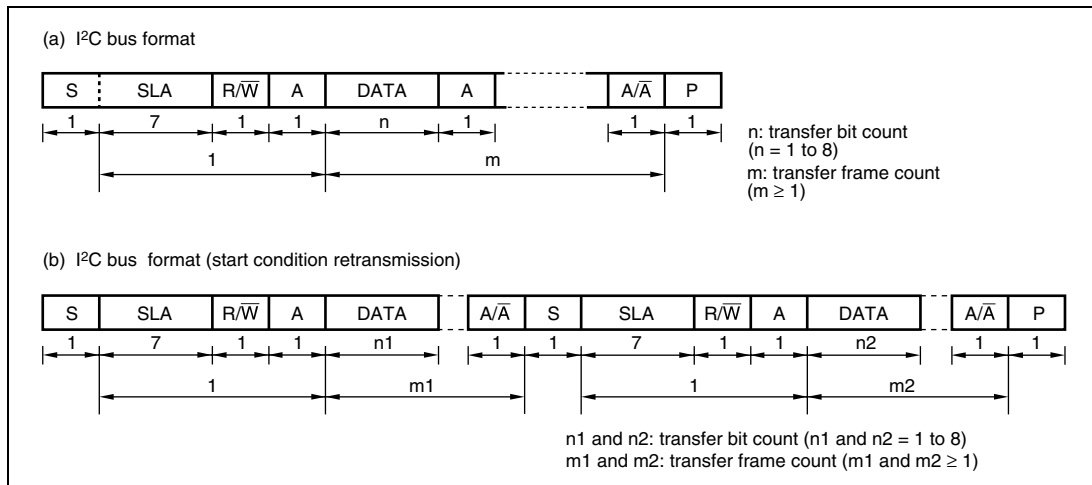 (a) I²C bus format
S SLA R/W̅ A DATA A A/A̅ P
1 7 1 1 n 1 1 1
1 m
n: transfer bit count
(n = 1 to 8)
m: transfer frame count
(m ≥ 1)
(b) I²C bus format (start condition retransmission)
S SLA R/W̅ A DATA A/A̅ S SLA R/W̅ A DATA A/A̅ P
1 7 1 1 n1 1 1 7 1 1 n2 1 1
1 m1 1 m2
n1 and n2: transfer bit count (n1 and n2 = 1 to 8)
m1 and m2: transfer frame count (m1 and m2 ≥ 1)